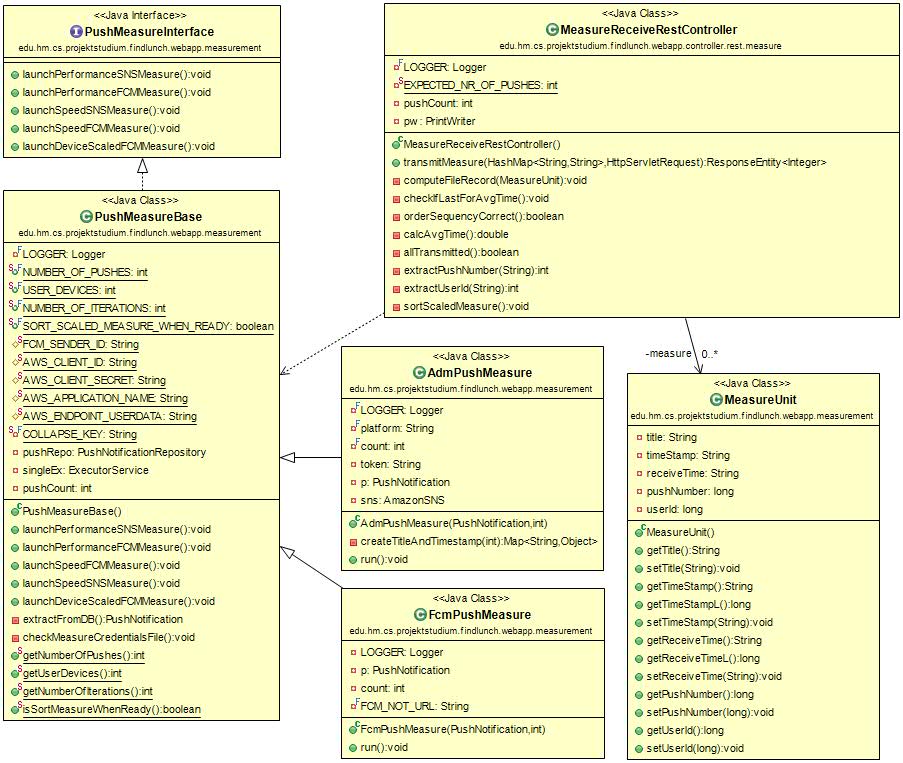 <<Java Interface>>
PushMeasureInterface
edu.hm.cs.projektstudium.findlunch.webapp.measurement
launchPerformanceSNSMeasure():void
launchPerformanceFCMMeasure():void
launchSpeedSNSMeasure():void
launchSpeedFCMMeasure():void
launchDeviceScaledFCMMeasure():void
<<Java Class>>
PushMeasureBase
edu.hm.cs.projektstudium.findlunch.webapp.measurement
LOGGER: Logger
NUMBER_OF_PUSHES: int
USER_DEVICES: int
NUMBER_OF_ITERATIONS: int
SORT_SCALED_MEASURE_WHEN_READY: boolean
FCM_SENDER_ID: String
AWS_CLIENT_ID: String
AWS_CLIENT_SECRET: String
AWS_APPLICATION_NAME: String
AWS_ENDPOINT_USERDATA: String
COLLAPSE_KEY: String
pushRepo: PushNotificationRepository
singleEx: ExecutorService
pushCount: int
PushMeasureBase()
launchPerformanceSNSMeasure():void
launchPerformanceFCMMeasure():void
launchSpeedFCMMeasure():void
launchSpeedSNSMeasure():void
launchDeviceScaledFCMMeasure():void
extractFromDB():PushNotification
checkMeasureCredentialsFile():void
getNumberOfPushes():int
getUserDevices():int
getNumberOfIterations():int
isSortMeasureWhenReady():boolean
<<Java Class>>
MeasureReceiveRestController
edu.hm.cs.projektstudium.findlunch.webapp.controller.rest.measure
LOGGER: Logger
EXPECTED_NR_OF_PUSHES: int
pushCount: int
pw : PrintWriter
MeasureReceiveRestController()
transmitMeasure(HashMap<String,String>,HttpServletRequest):ResponseEntity<Integer>
computeFileRecord(MeasureUnit):void
checkIfLastForAvgTime():void
orderSequencyCorrect():boolean
calcAvgTime():double
allTransmitted():boolean
extractPushNumber(String):int
extractUserId(String):int
sortScaledMeasure():void
-measure 0..*
<<Java Class>>
AdmPushMeasure
edu.hm.cs.projektstudium.findlunch.webapp.measurement
LOGGER: Logger
platform: String
count: int
token: String
p: PushNotification
sns: AmazonSNS
AdmPushMeasure(PushNotification,int)
createTitleAndTimestamp(int):Map<String,Object>
run():void
<<Java Class>>
FcmPushMeasure
edu.hm.cs.projektstudium.findlunch.webapp.measurement
LOGGER: Logger
p: PushNotification
count: int
FCM_NOT_URL: String
FcmPushMeasure(PushNotification,int)
run():void
<<Java Class>>
MeasureUnit
edu.hm.cs.projektstudium.findlunch.webapp.measurement
title: String
timeStamp: String
receiveTime: String
pushNumber: long
userId: long
MeasureUnit()
getTitle():String
setTitle(String):void
getTimeStamp():String
getTimeStampL():long
setTimeStamp(String):void
getReceiveTime():String
getReceiveTimeL():long
setReceiveTime(String):void
getPushNumber():long
setPushNumber(long):void
getUserId():long
setUserId(long):void